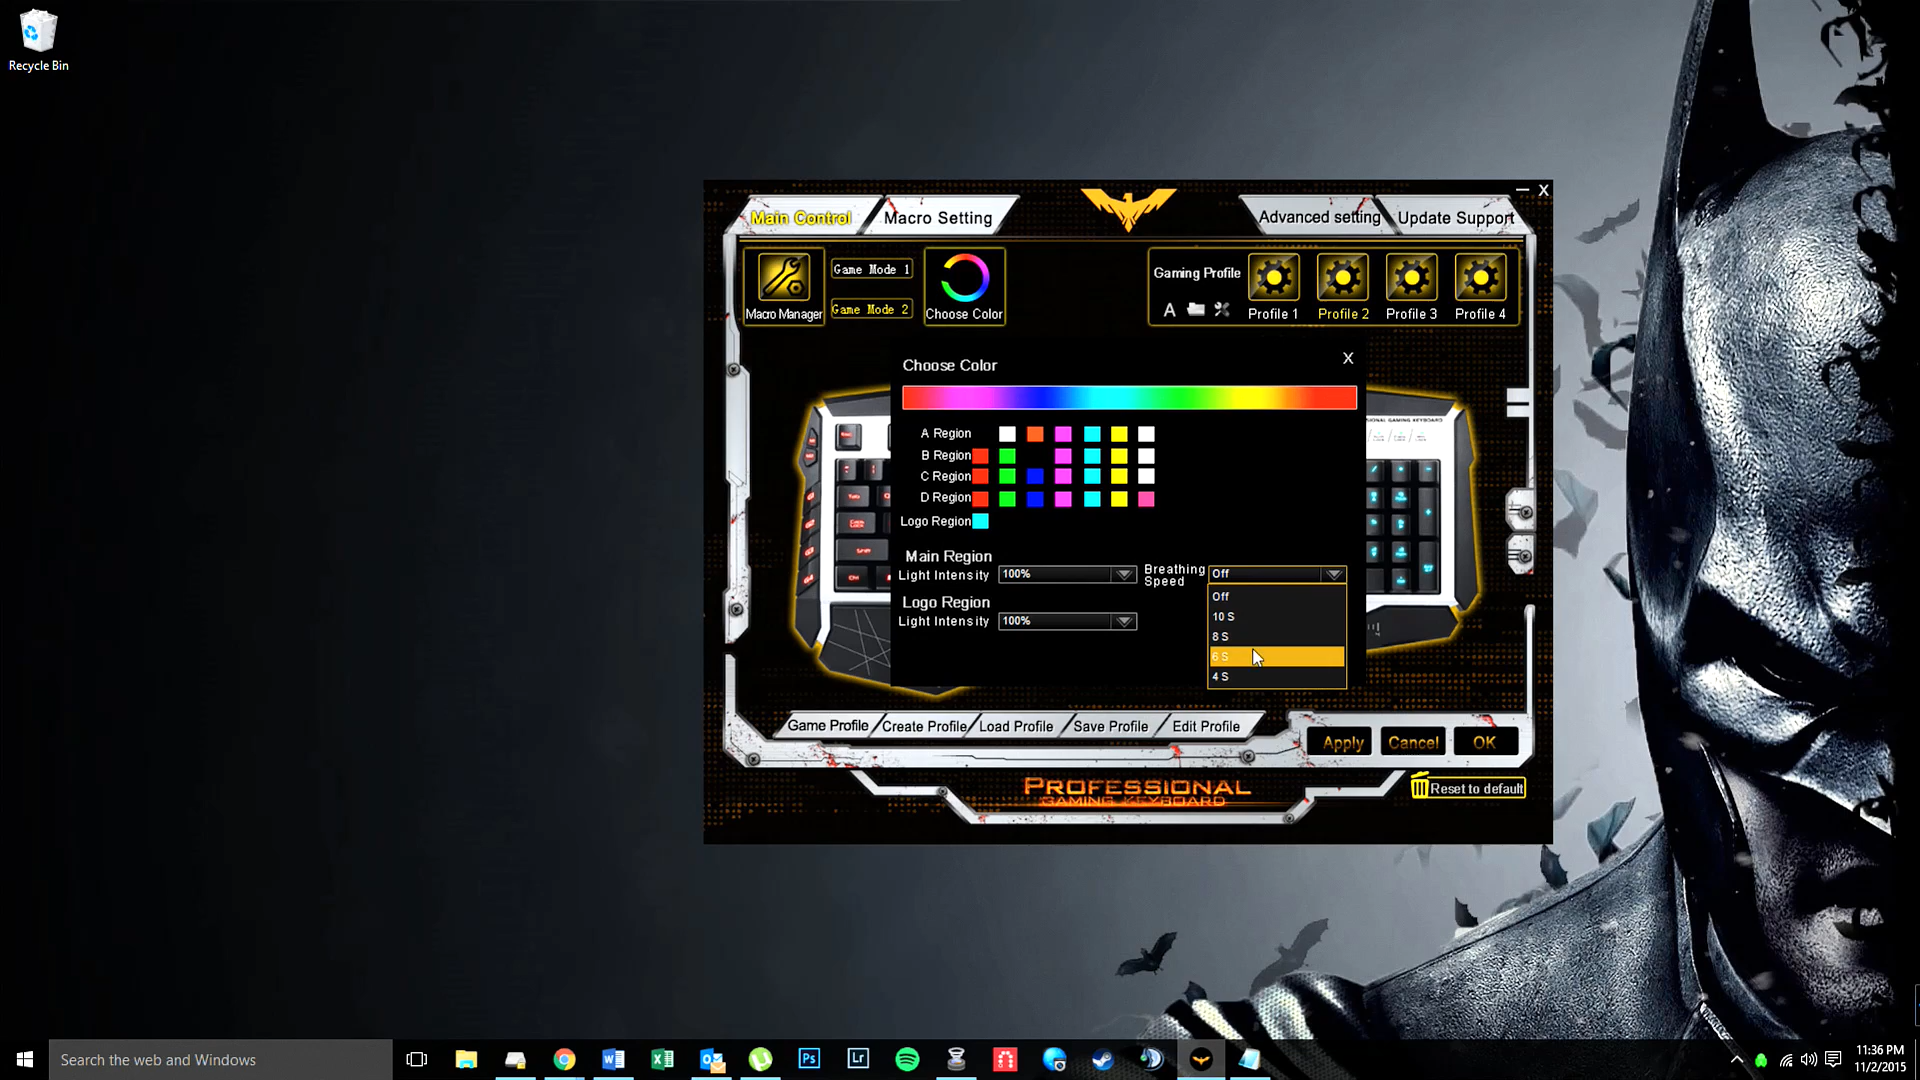 Recycle Bin
Main Control
Macro Setting
Advanced setting
Update Support
X
Macro Manager
Game Mode 1
Game Mode 2
Choose Color
Gaming Profile
A
Profile 1
Profile 2
Profile 3
Profile 4
Choose Color
X
A Region
B Region
C Region
D Region
Logo Region
Main Region
Light Intensity
100%
Breathing
Speed
Off
Off
10 S
8 S
6 S
4 S
Logo Region
Light Intensity
100%
Game Profile
Create Profile
Load Profile
Save Profile
Edit Profile
Apply
Cancel
OK
PROFESSIONAL
GAMING KEYBOARD
Reset to default
Search the web and Windows
Ps
Lr
11:36 PM
11/2/2015